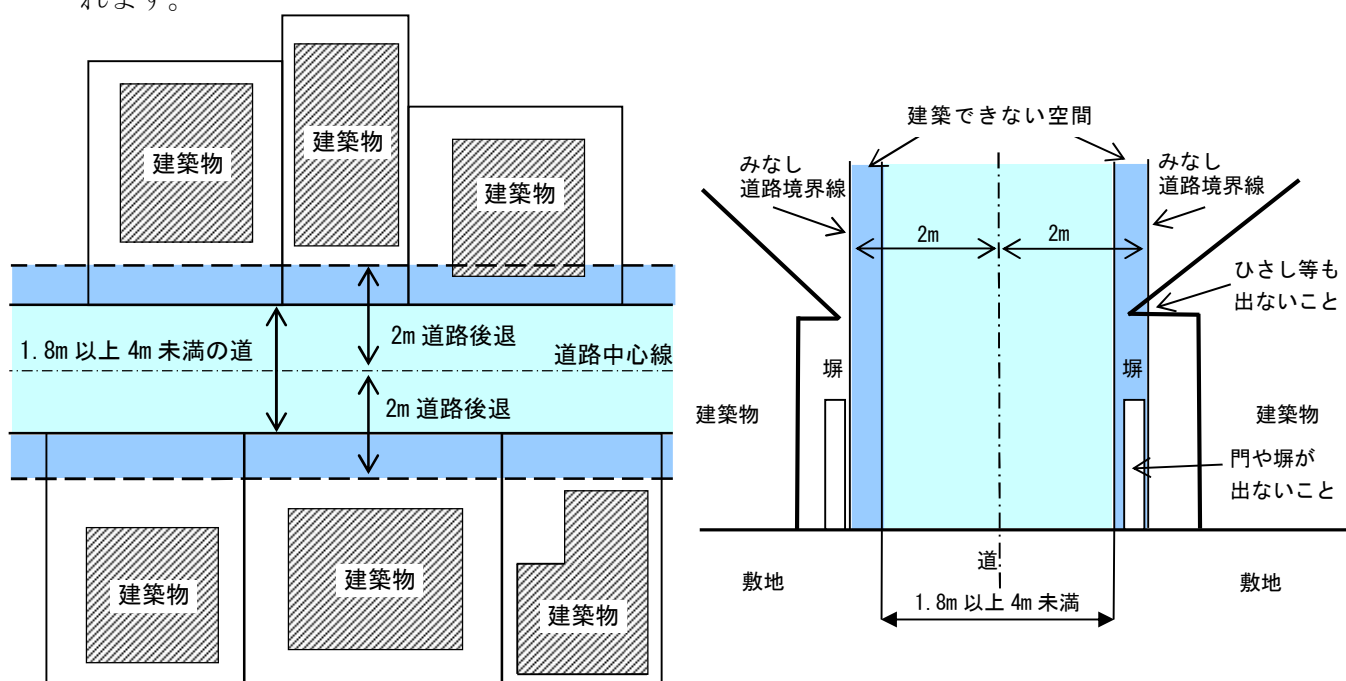 れます。
建築物
建築物
建築物
1.8m 以上 4m 未満の道
2m 道路後退
道路中心線
2m 道路後退
建築物
建築物
建築物
建築できない空間
みなし
道路境界線
みなし
道路境界線
2m
2m
ひさし等も
出ないこと
塀
塀
建築物
建築物
門や塀が
出ないこと
道
敷地
敷地
1.8m 以上 4m 未満